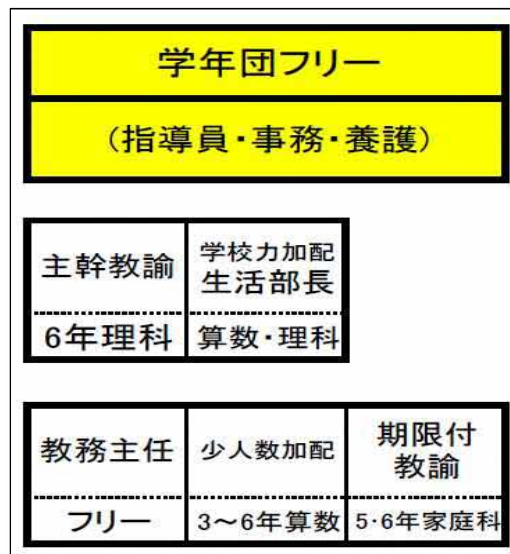 学年団フリー
(指導員・事務・養護)
主幹教諭
学校力加配
生活部長
6年理科
算数・理科
教務主任
少人数加配
期限付
教諭
フリー
3～6年算数
5・6年家庭科